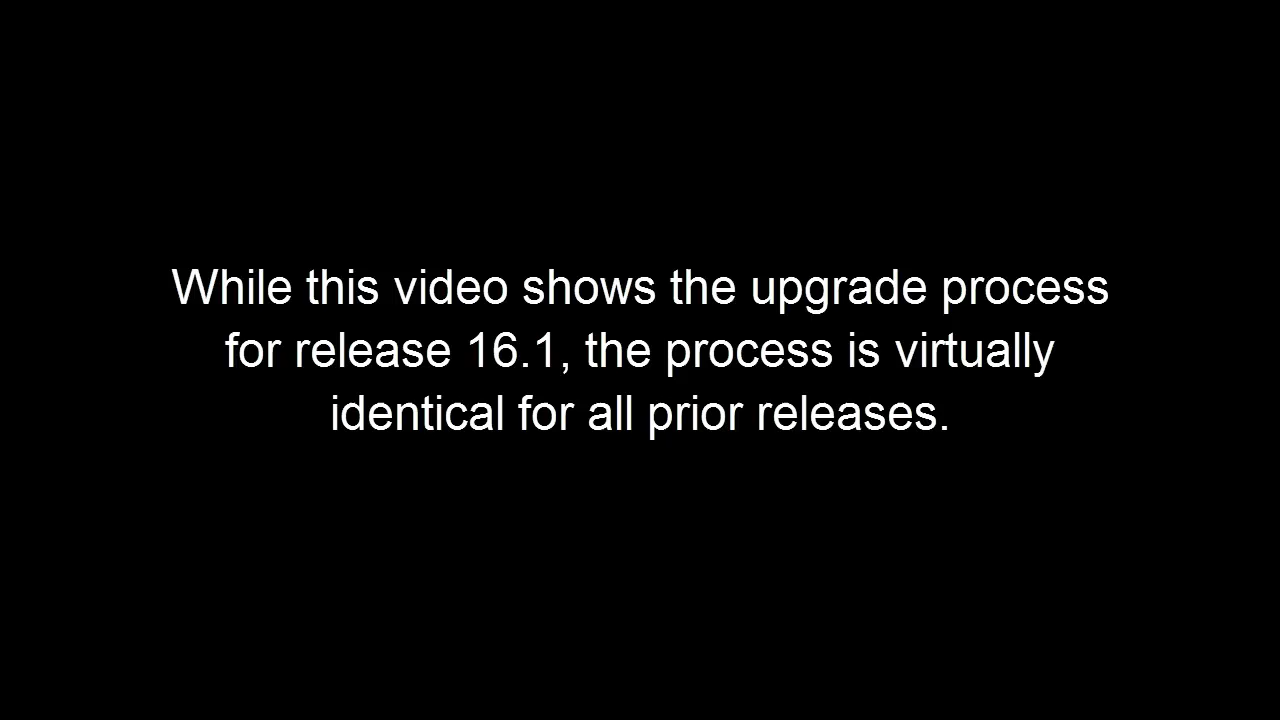 While this video shows the upgrade process
for release 16.1, the process is virtually
identical for all prior releases.